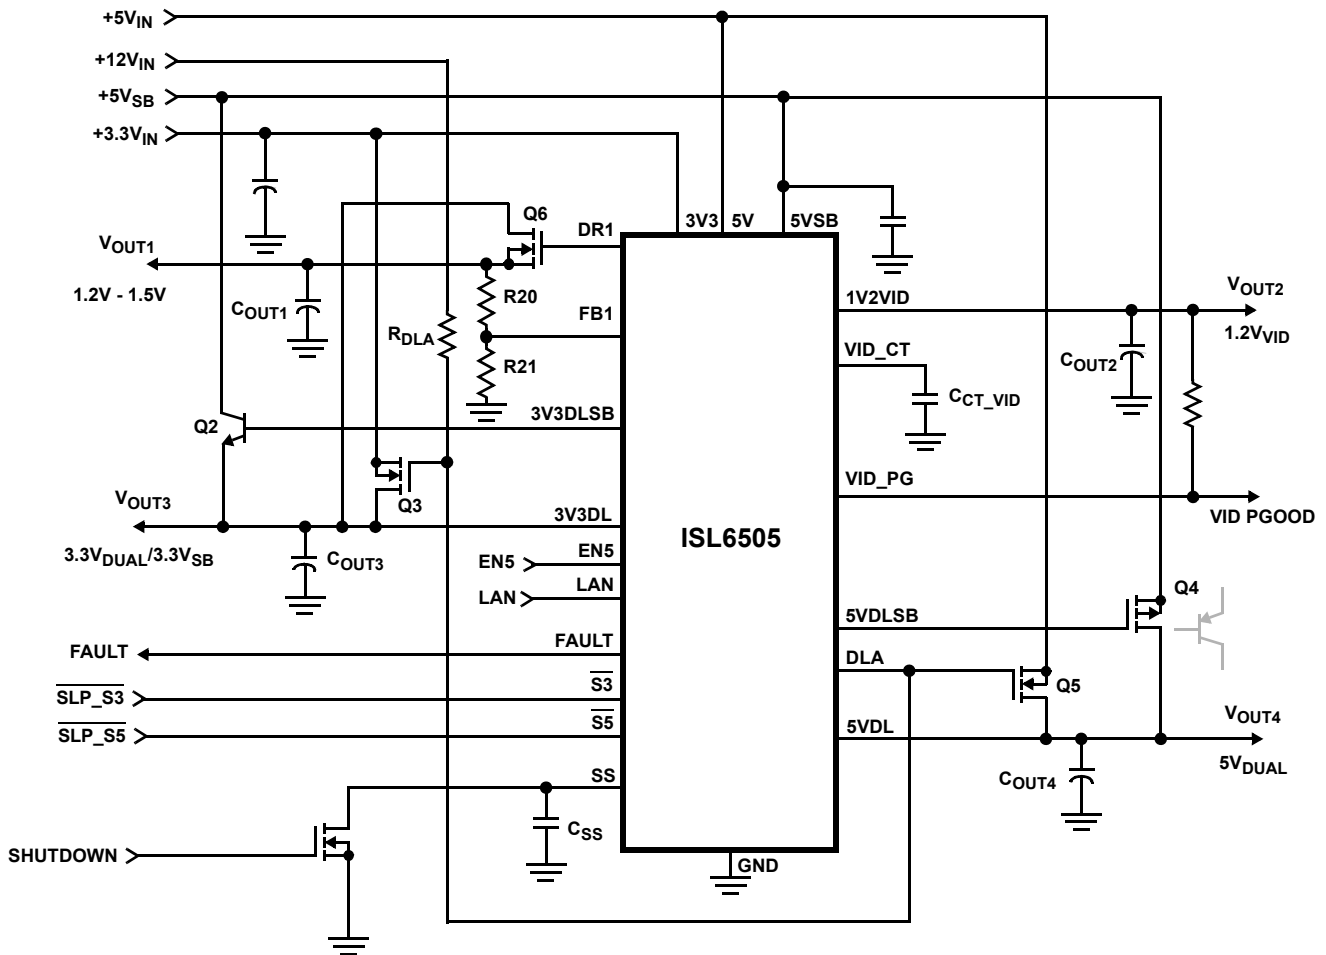 +5VIN
+12VIN
+5VSB
+3.3VIN
Q6
DR1
3V3
5V
5VSB
VOUT1
1.2V - 1.5V
COUT1
R20
FB1
RDLA
R21
1V2VID
VOUT2
1.2VVID
COUT2
VID_CT
CCT_VID
Q2
3V3DLSB
VID_PG
VID PGOOD
Q3
VOUT3
3.3VDUAL/3.3VSB
COUT3
3V3DL
ISL6505
EN5
EN5
LAN
LAN
Q4
5VDLSB
FAULT
FAULT
DLA
Q5
SLP_S3
S3
SLP_S5
S5
5VDL
VOUT4
5VDUAL
COUT4
SS
CSS
SHUTDOWN
GND